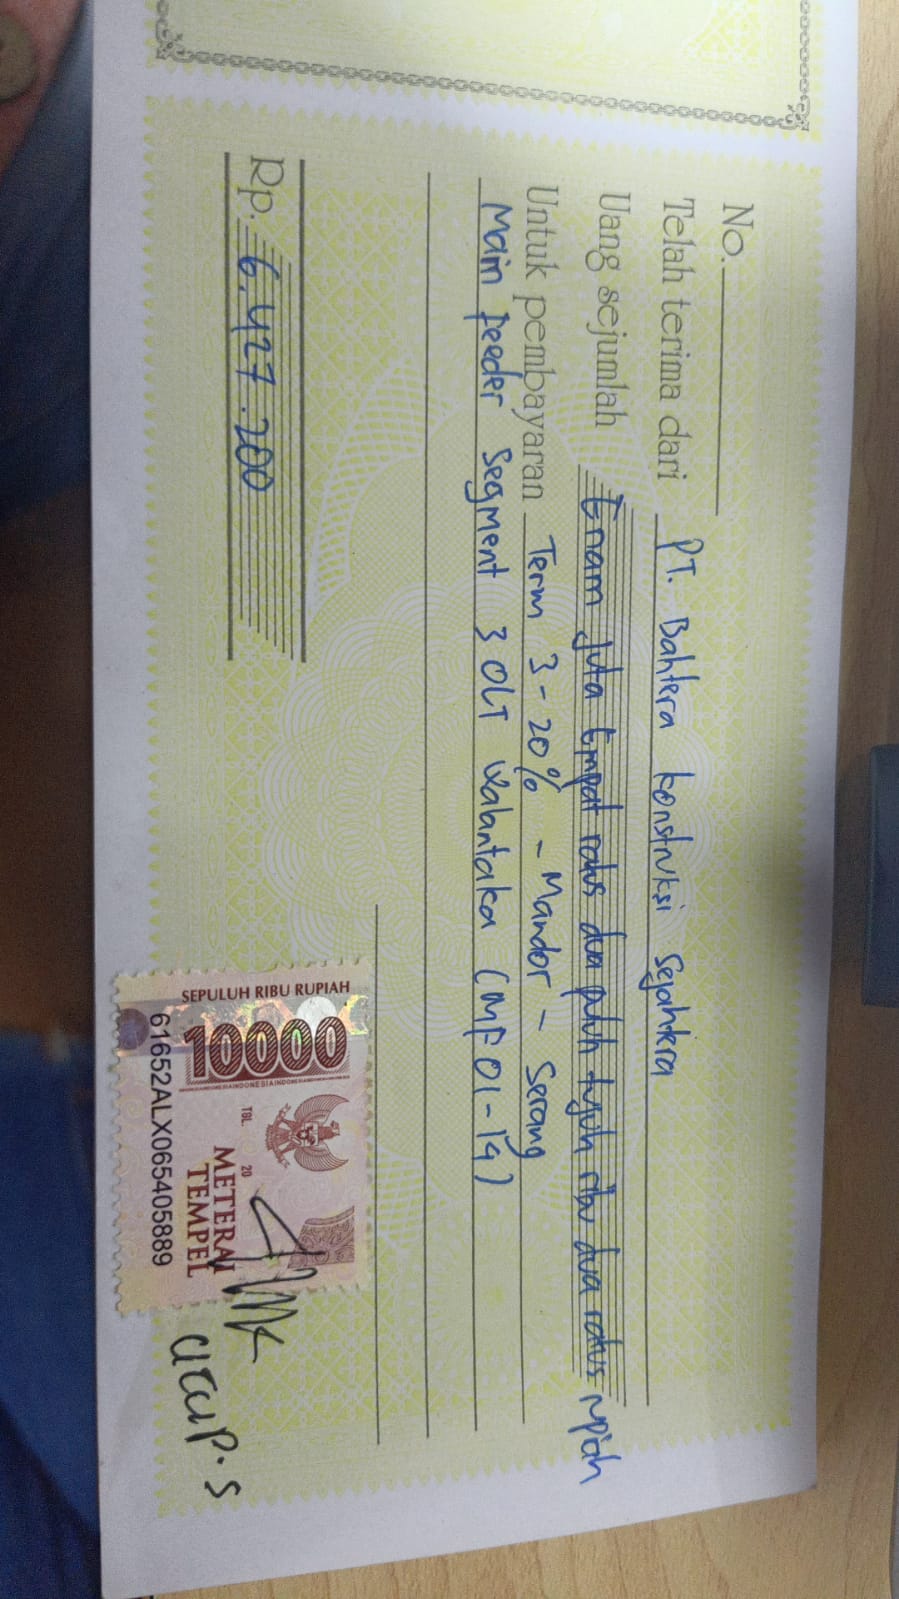 No.
Telah terima dari PT. Bahtera konstruksi Sejahtera
Uang sejumlah Enam juta Empat ratus dua puluh tujuh ribu dua ratus rupiah
Untuk pembayaran Term 3 - 20% - Mandor - Serang
Main feeder Segment 3 OLT Walantaka (MF 01-19)
Rp. 6.427.200
SEPULUH RIBU RUPIAH
10000
TGL. 20
METERAI
TEMPEL
61652ALX065405889